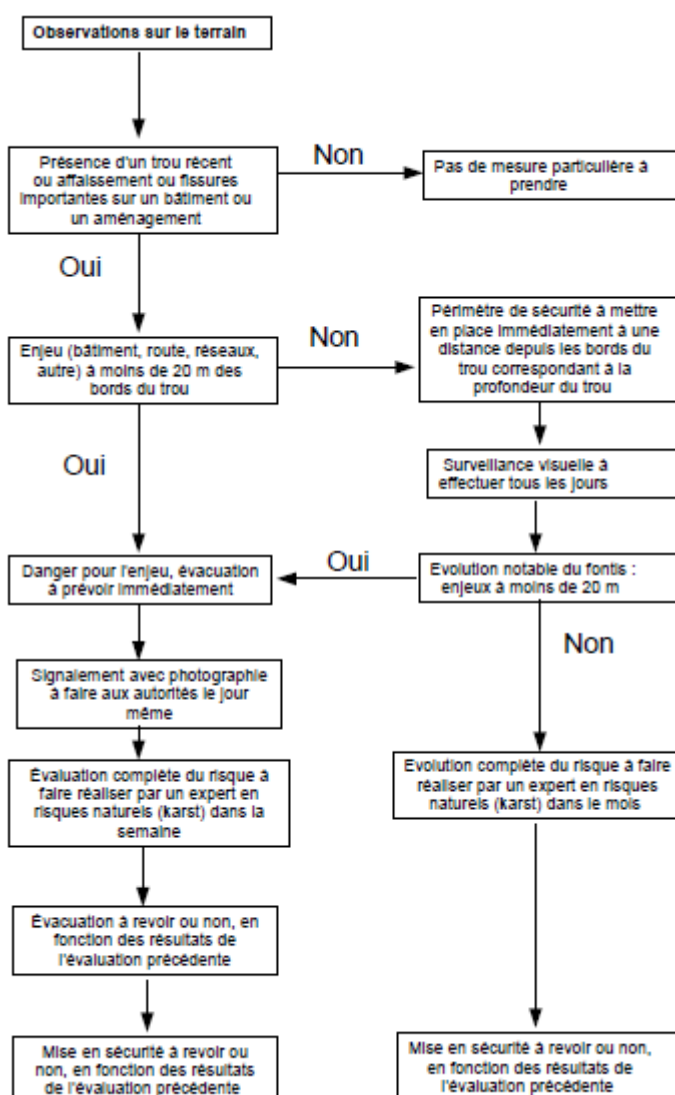 Observations sur le terrain
Présence d'un trou récent
ou affaissement ou fissures
importantes sur un bâtiment ou
un aménagement
Non
Pas de mesure particulière à
prendre
Oui
Enjeu (bâtiment, route, réseaux,
autre) à moins de 20 m des
bords du trou
Non
Périmètre de sécurité à mettre
en place immédiatement à une
distance depuis les bords du
trou correspondant à la
profondeur du trou
Oui
Surveillance visuelle à
effectuer tous les jours
Danger pour l'enjeu, évacuation
à prévoir immédiatement
Oui
Evolution notable du fontis :
enjeux à moins de 20 m
Non
Signalement avec photographie
à faire aux autorités le jour
même
Évaluation complète du risque à
faire réaliser par un expert en
risques naturels (karst) dans la
semaine
Evolution complète du risque à faire
réaliser par un expert en risques
naturels (karst) dans le mois
Évacuation à revoir ou non, en
fonction des résultats de
l'évaluation précédente
Mise en sécurité à revoir ou
non, en fonction des résultats
de l'évaluation précédente
Mise en sécurité à revoir ou non,
en fonction des résultats de
l'évaluation précédente